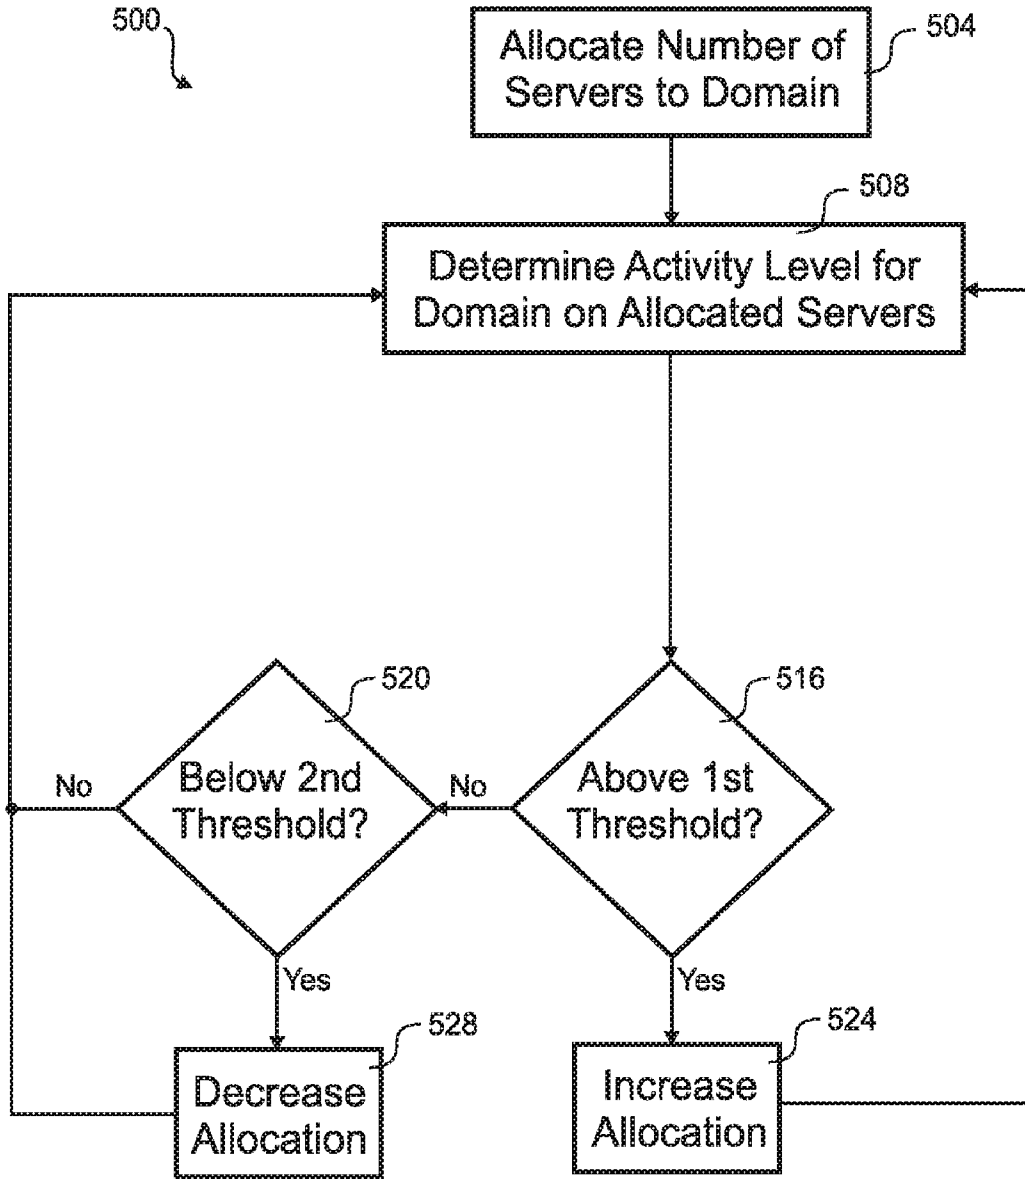 500
Allocate Number of
Servers to Domain
504
508
Determine Activity Level for
Domain on Allocated Servers
520
516
No
Below 2nd
Threshold?
No
Above 1st
Threshold?
Yes
Yes
528
524
Decrease
Allocation
Increase
Allocation